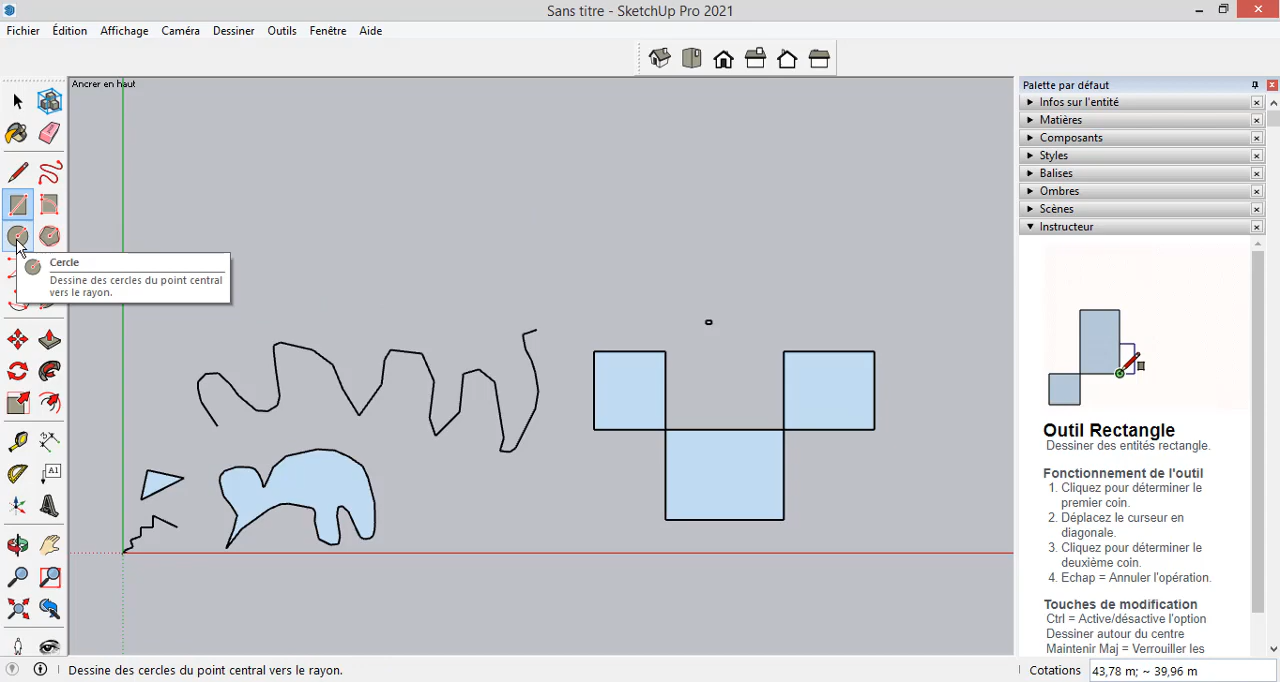 Sans titre - SketchUp Pro 2021
Fichier Édition Affichage Caméra Dessiner Outils Fenêtre Aide
Ancrer en haut
Palette par défaut
Infos sur l'entité
Matières
Composants
Styles
Balises
Ombres
Scènes
Instructeur
Cercle
Dessine des cercles du point central
vers le rayon.
A1
Outil Rectangle
Dessiner des entités rectangle.
Fonctionnement de l'outil
1. Cliquez pour déterminer le
premier coin.
2. Déplacez le curseur en
diagonale.
3. Cliquez pour déterminer le
deuxième coin.
4. Echap = Annuler l'opération.
Touches de modification
Ctrl = Active/désactive l'option
Dessiner autour du centre
Maintenir Maj = Verrouiller les
Dessine des cercles du point central vers le rayon.
Cotations 43,78 m; ~ 39,96 m